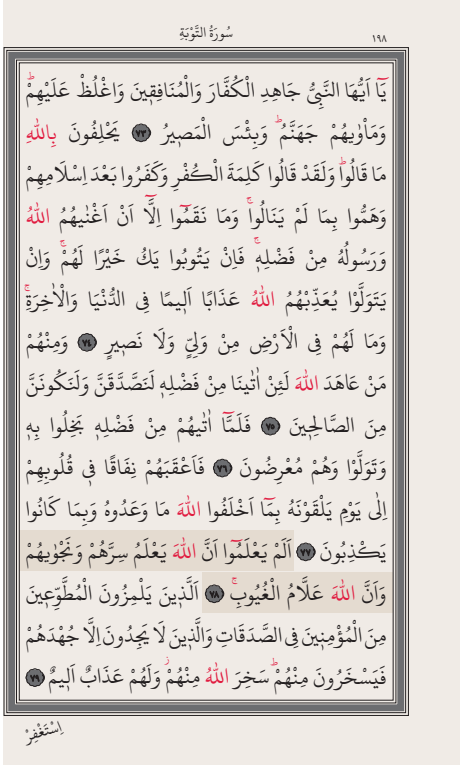 سُورَةُ التَّوْبَةِ
١٩٨
يَٓا اَيُّهَا النَّبِيُّ جَاهِدِ الْكُفَّارَ وَالْمُنَافِقٖينَ وَاغْلُظْ عَلَيْهِمْؕ
وَمَأْوٰيهُمْ جَهَنَّمُؕ وَبِئْسَ الْمَصٖيرُ ﴿٧٣﴾ يَحْلِفُونَ بِاللّٰهِ
مَا قَالُواؕ وَلَقَدْ قَالُوا كَلِمَةَ الْكُفْرِ وَكَفَرُوا بَعْدَ اِسْلَامِهِمْ
وَهَمُّوا بِمَا لَمْ يَنَالُواۚ وَمَا نَقَمُٓوا اِلَّٓا اَنْ اَغْنٰيهُمُ اللّٰهُ
وَرَسُولُهُ مِنْ فَضْلِهٖۚ فَاِنْ يَتُوبُوا يَكُ خَيْرًا لَهُمْۚ وَاِنْ
يَتَوَلَّوْا يُعَذِّبْهُمُ اللّٰهُ عَذَابًا اَلٖيمًا فِي الدُّنْيَا وَالْاٰخِرَةِۚ
وَمَا لَهُمْ فِي الْاَرْضِ مِنْ وَلِيٍّ وَلَا نَصٖيرٍ ﴿٧٤﴾ وَمِنْهُمْ
مَنْ عَاهَدَ اللّٰهَ لَئِنْ اٰتٰينَا مِنْ فَضْلِهٖ لَنَصَّدَّقَنَّ وَلَنَكُونَنَّ
مِنَ الصَّالِحٖينَ ﴿٧٥﴾ فَلَمَّٓا اٰتٰيهُمْ مِنْ فَضْلِهٖ بَخِلُوا بِهٖ
وَتَوَلَّوْا وَهُمْ مُعْرِضُونَ ﴿٧٦﴾ فَاَعْقَبَهُمْ نِفَاقًا فٖي قُلُوبِهِمْ
اِلٰى يَوْمِ يَلْقَوْنَهُ بِمَٓا اَخْلَفُوا اللّٰهَ مَا وَعَدُوهُ وَبِمَا كَانُوا
يَكْذِبُونَ ﴿٧٧﴾ اَلَمْ يَعْلَمُٓوا اَنَّ اللّٰهَ يَعْلَمُ سِرَّهُمْ وَنَجْوٰيهُمْ
وَاَنَّ اللّٰهَ عَلَّامُ الْغُيُوبِۚ ﴿٧٨﴾ اَلَّذٖينَ يَلْمِزُونَ الْمُطَّوِّعٖينَ
مِنَ الْمُؤْمِنٖينَ فِي الصَّدَقَاتِ وَالَّذٖينَ لَا يَجِدُونَ اِلَّا جُهْدَهُمْ
فَيَسْخَرُونَ مِنْهُمْؕ سَخِرَ اللّٰهُ مِنْهُمْؗ وَلَهُمْ عَذَابٌ اَلٖيمٌ ﴿٧٩﴾
اِسْتَغْفِرْ